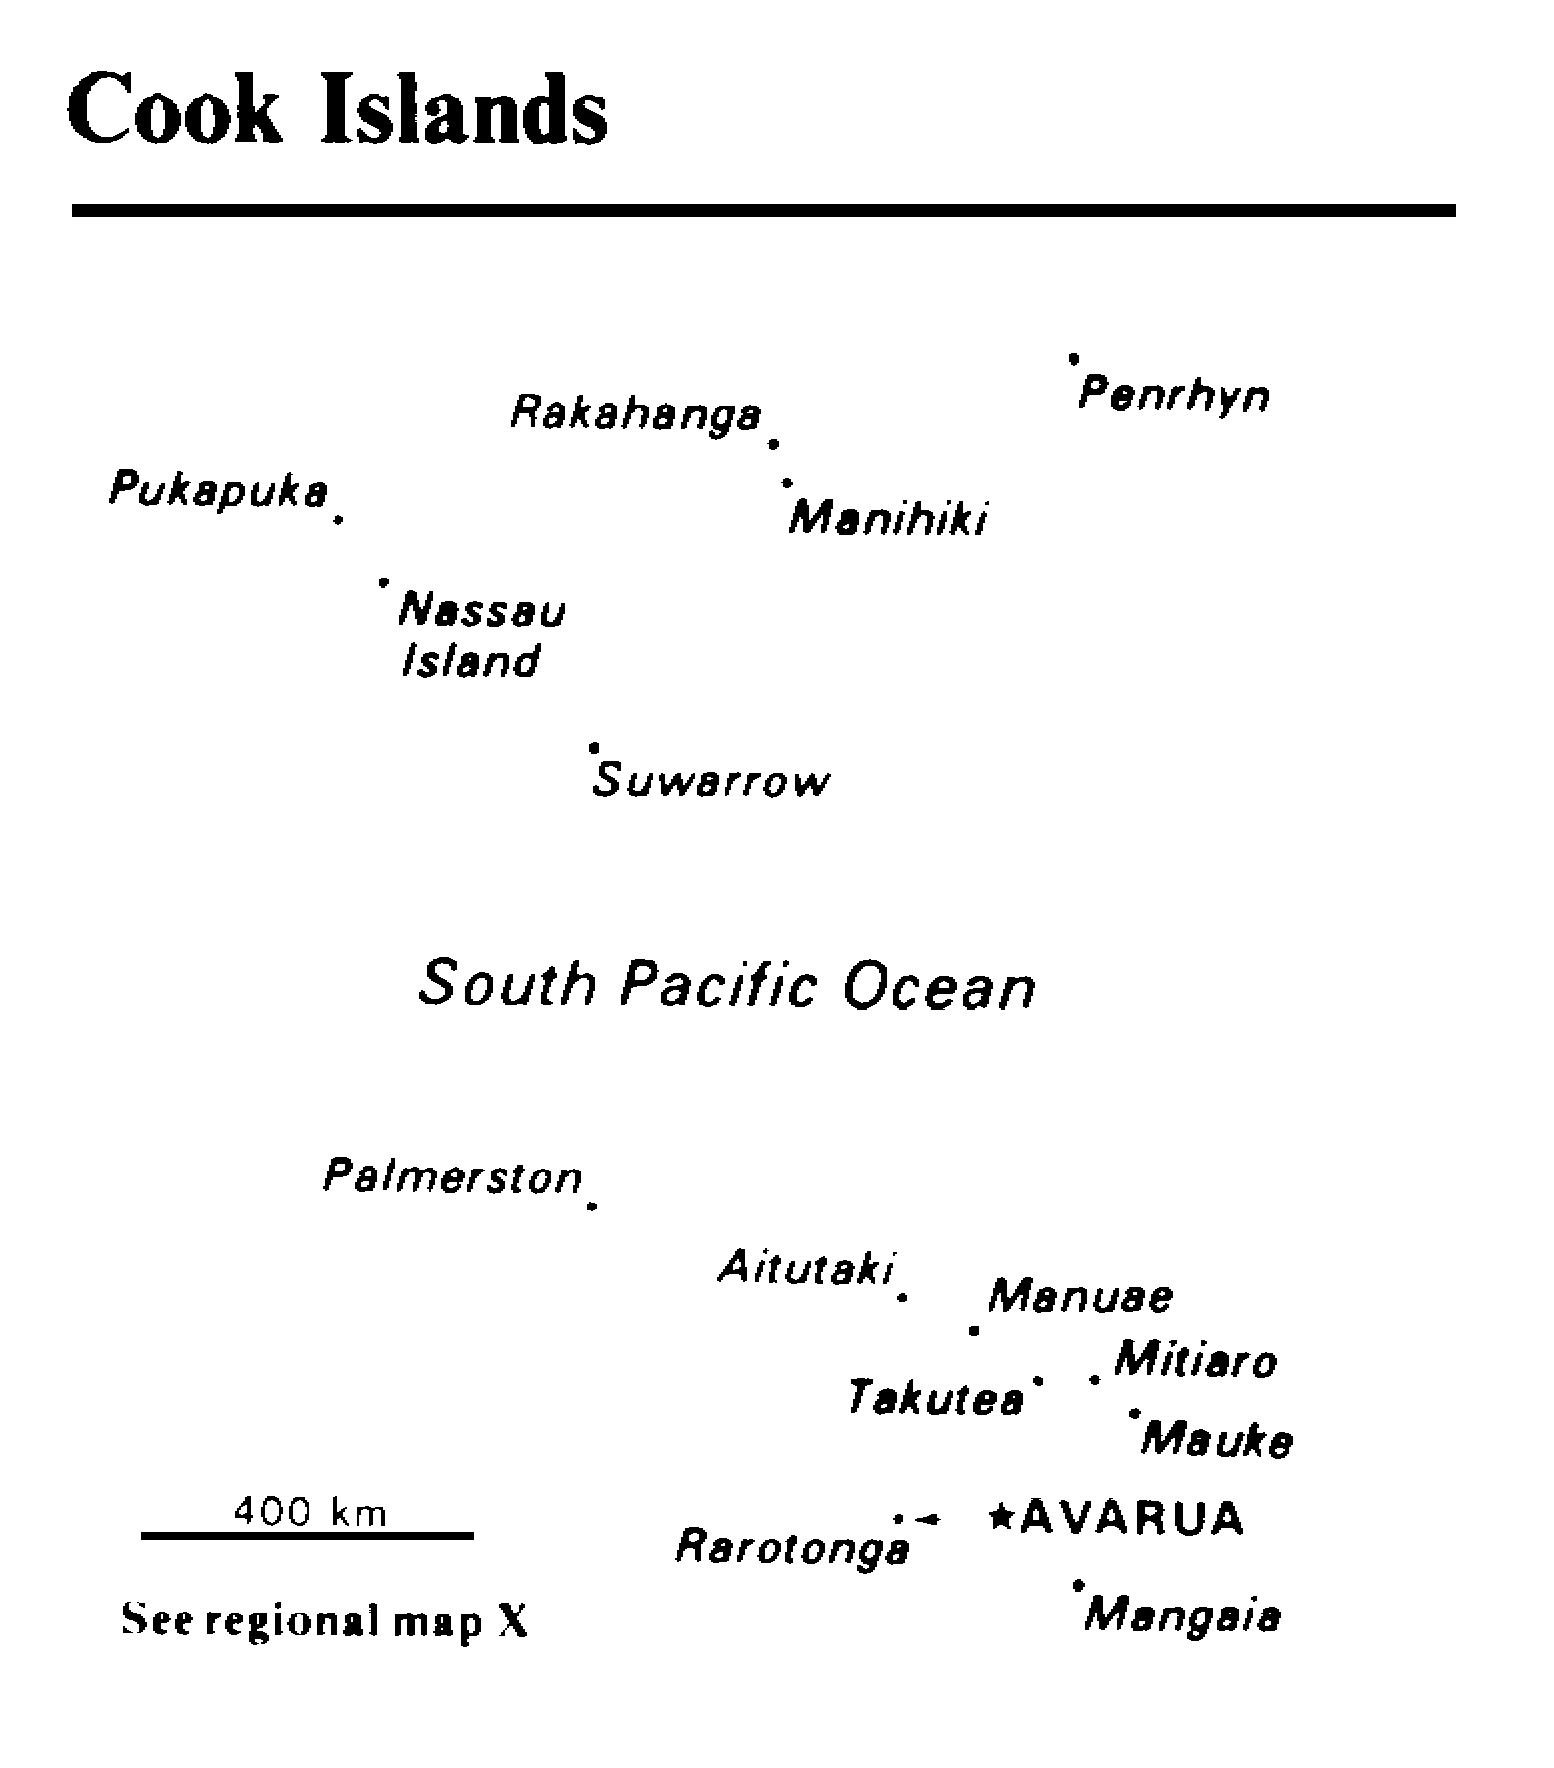 Cook Islands
Penrhyn
Rakahanga
Pukapuka
Manihiki
Nassau
Island
Suwarrow
South Pacific Ocean
Palmerston
Aitutaki
Manuae
Mitiaro
Takutea
Mauke
400 km
★AVARUA
Rarotonga
See regional map X
Mangaia